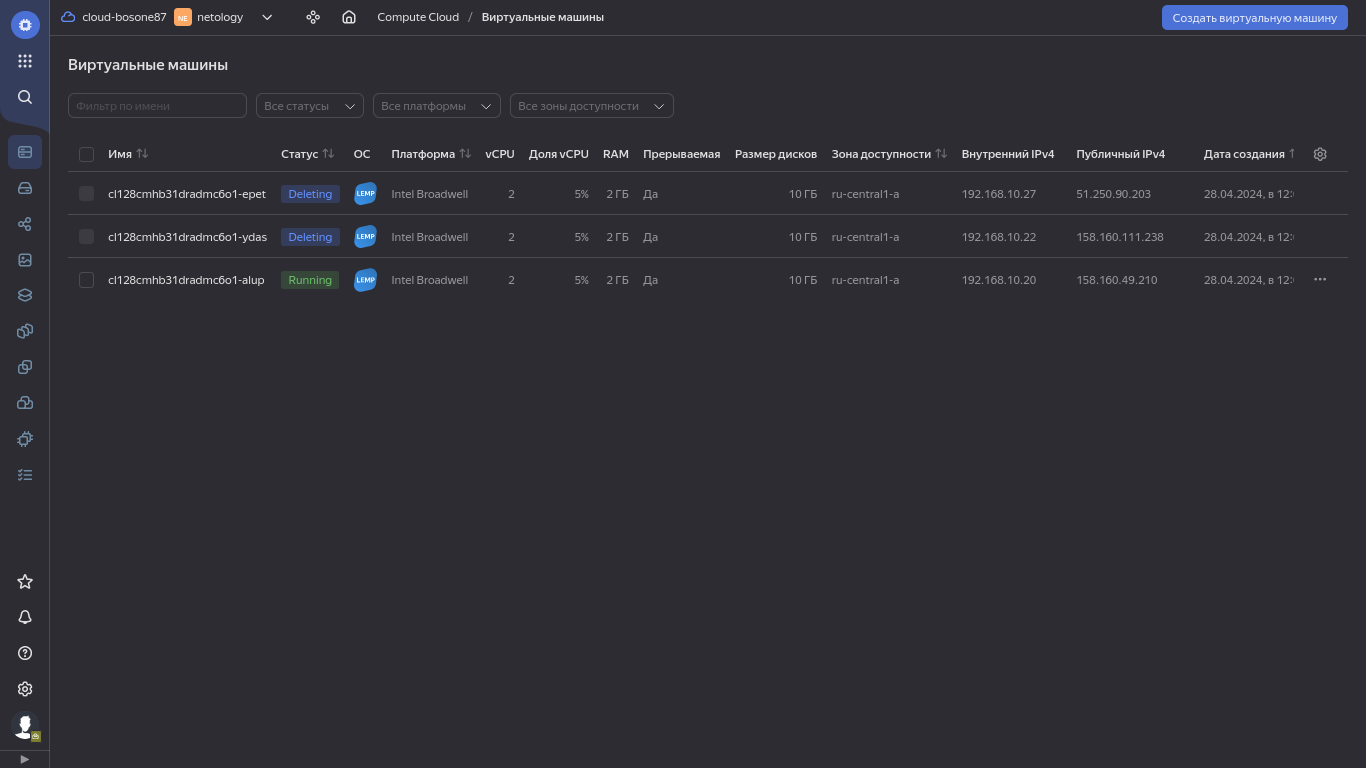 cloud-bosone87 NE netology Compute Cloud / Виртуальные машины Создать виртуальную машину
Виртуальные машины
Фильтр по имени Все статусы Все платформы Все зоны доступности
Имя Статус ОС Платформа vCPU Доля vCPU RAM Прерываемая Размер дисков Зона доступности Внутренний IPv4 Публичный IPv4 Дата создания
cl128cmhb31dradmc6o1-epet Deleting LEMP Intel Broadwell 2 5% 2 ГБ Да 10 ГБ ru-central1-a 192.168.10.27 51.250.90.203 28.04.2024, в 12:
cl128cmhb31dradmc6o1-ydas Deleting LEMP Intel Broadwell 2 5% 2 ГБ Да 10 ГБ ru-central1-a 192.168.10.22 158.160.111.238 28.04.2024, в 12:
cl128cmhb31dradmc6o1-alup Running LEMP Intel Broadwell 2 5% 2 ГБ Да 10 ГБ ru-central1-a 192.168.10.20 158.160.49.210 28.04.2024, в 12: